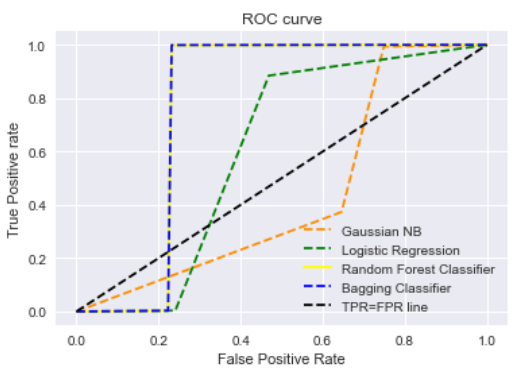 ROC curve
True Positive rate
1.0
0.8
0.6
0.4
0.2
0.0
Gaussian NB
Logistic Regression
Random Forest Classifier
Bagging Classifier
TPR=FPR line
0.0 0.2 0.4 0.6 0.8 1.0
False Positive Rate